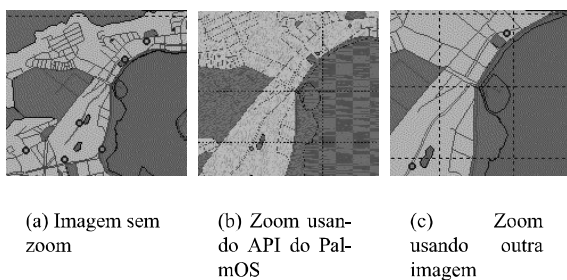 (a) Imagem sem
zoom
(b) Zoom usan-
do API do Pal-
mOS
(c) Zoom
usando outra
imagem